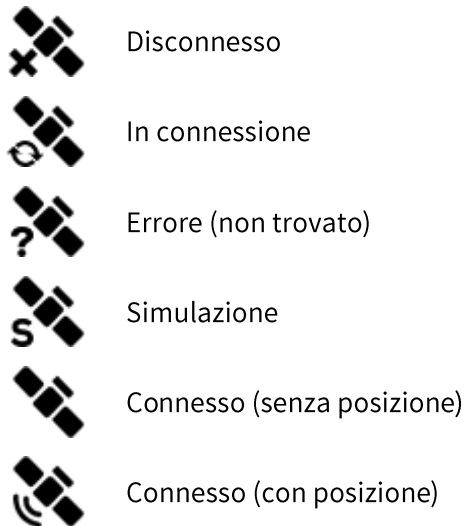 Disconnesso
In connessione
? Errore (non trovato)
S Simulazione
Connesso (senza posizione)
Connesso (con posizione)